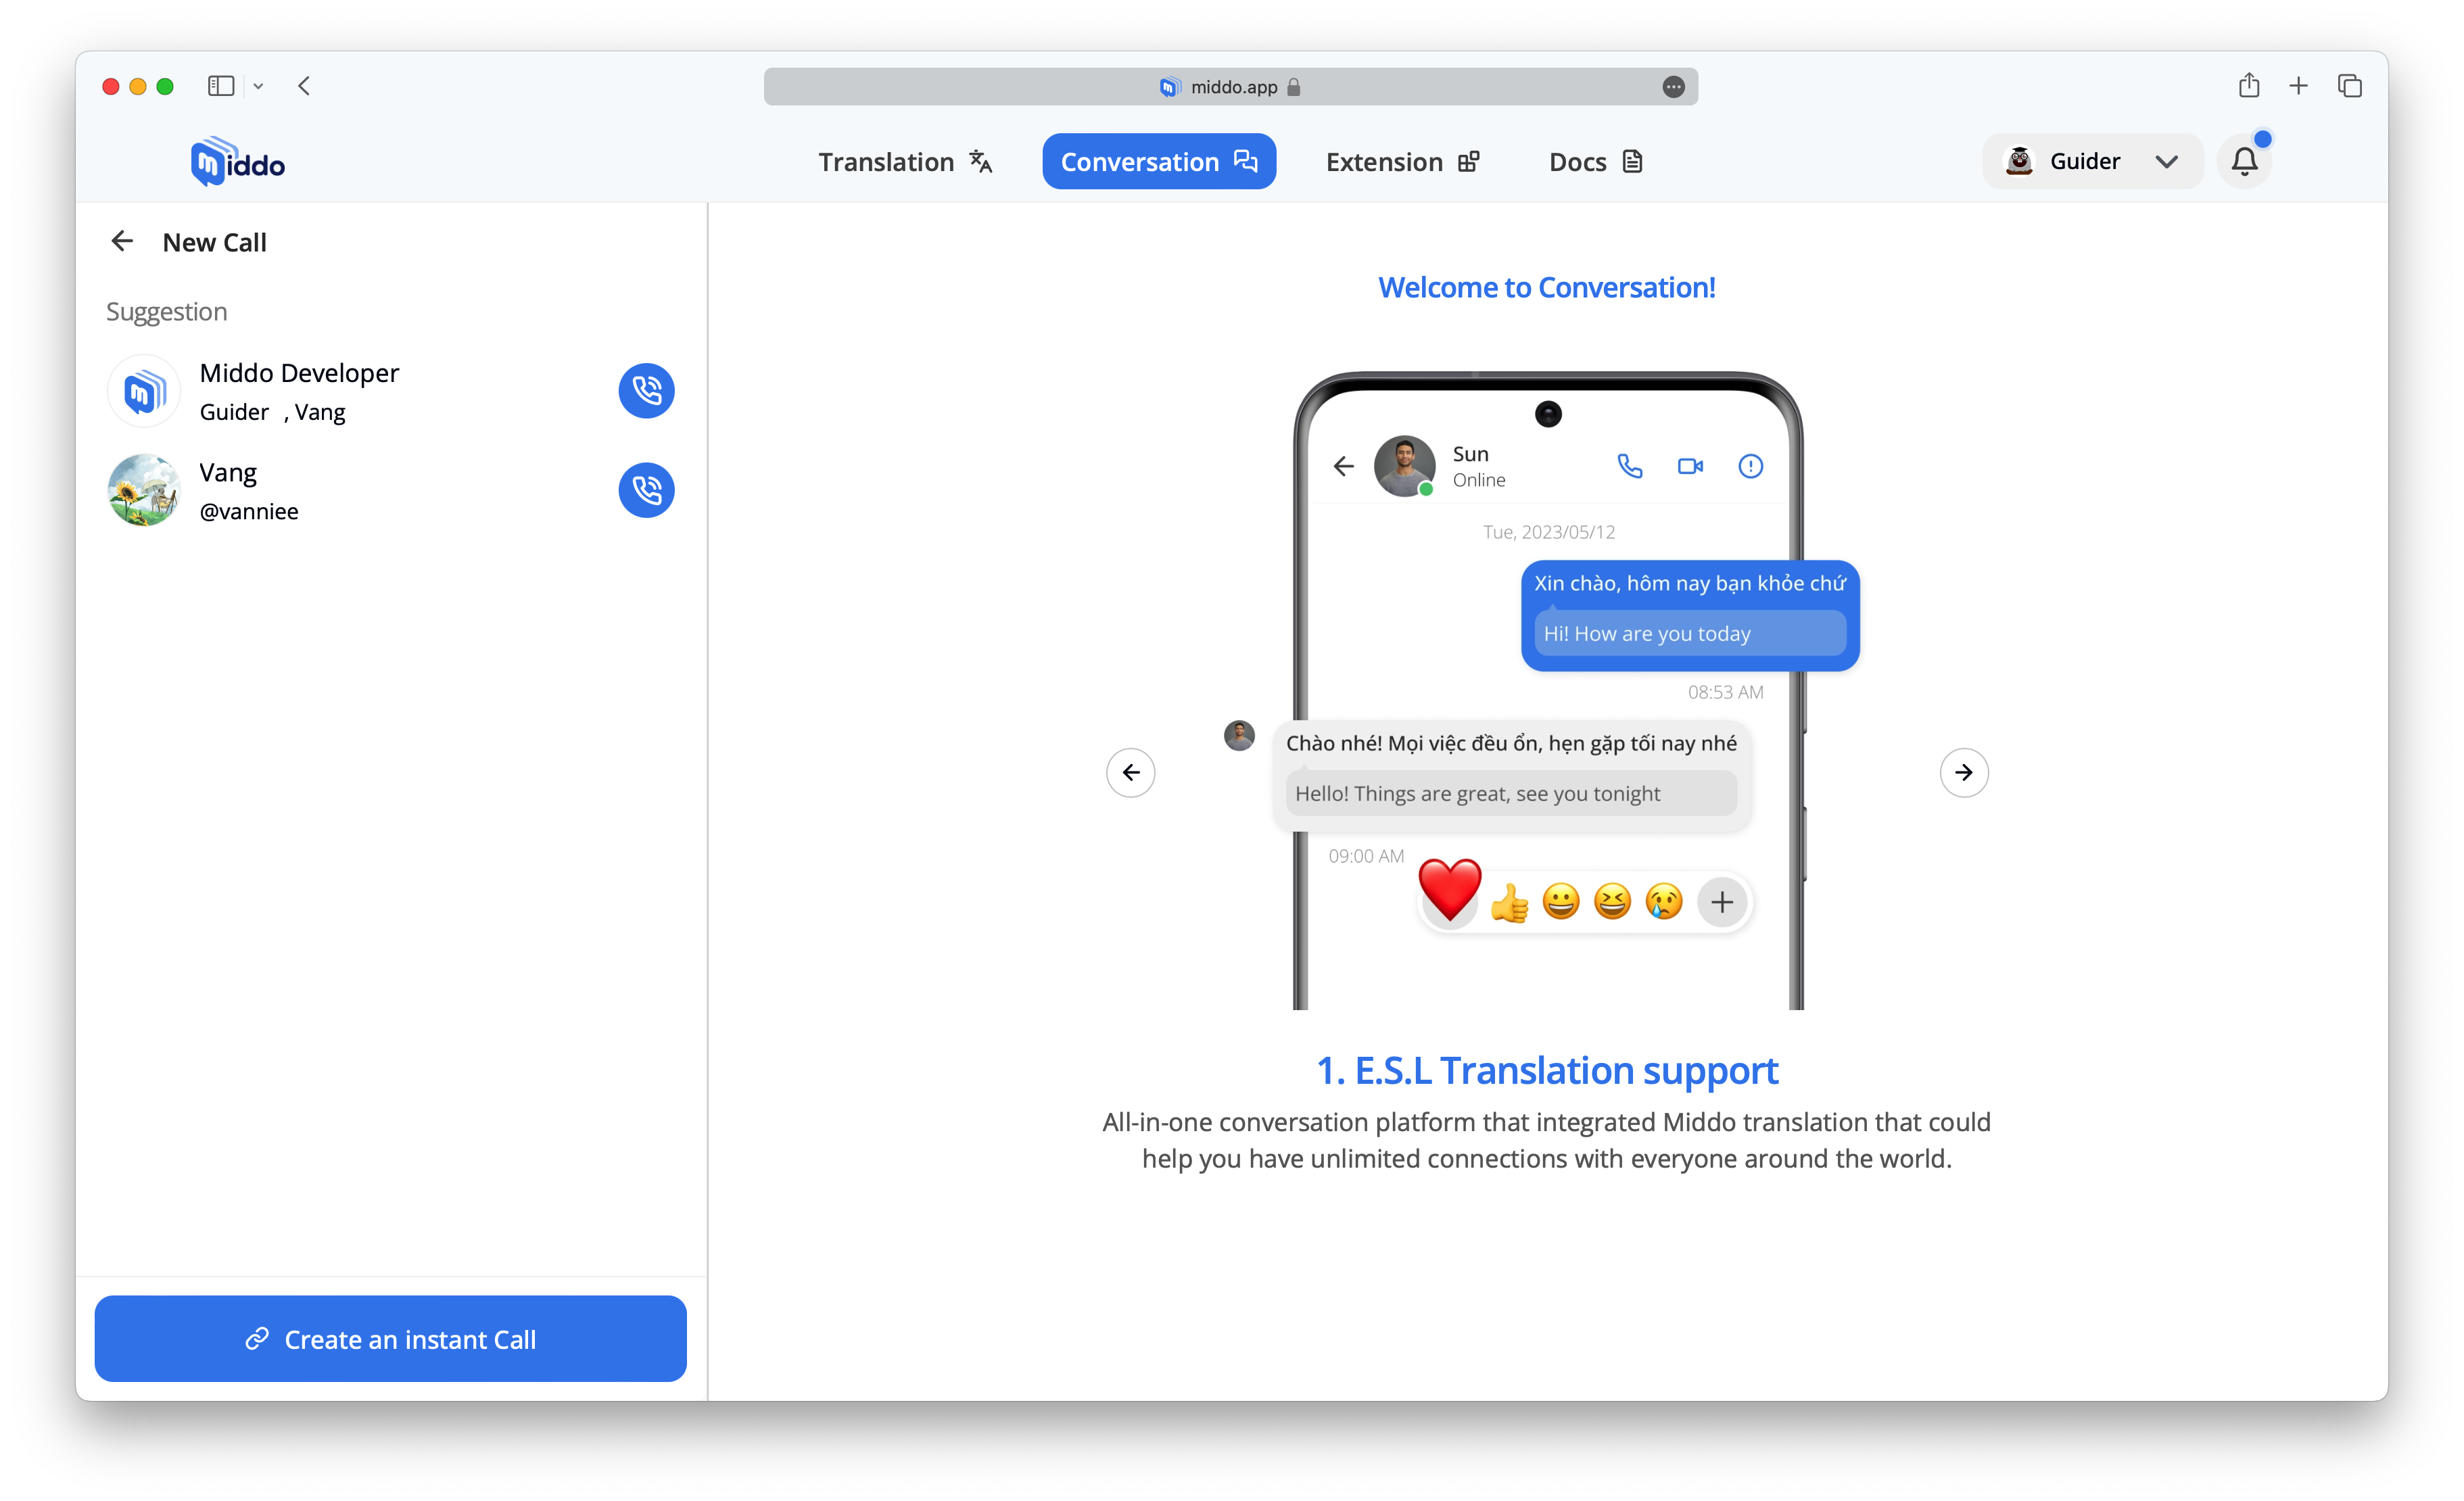 middo.app
middo
Translation
Conversation
Extension
Docs
Guider
New Call
Suggestion
Middo Developer
Guider , Vang
Vang
@vanniee
Create an instant Call
Welcome to Conversation!
Sun
Online
Tue, 2023/05/12
Xin chào, hôm nay bạn khỏe chứ
Hi! How are you today
08:53 AM
Chào nhé! Mọi việc đều ổn, hẹn gặp tối nay nhé
Hello! Things are great, see you tonight
09:00 AM
1. E.S.L Translation support
All-in-one conversation platform that integrated Middo translation that could
help you have unlimited connections with everyone around the world.